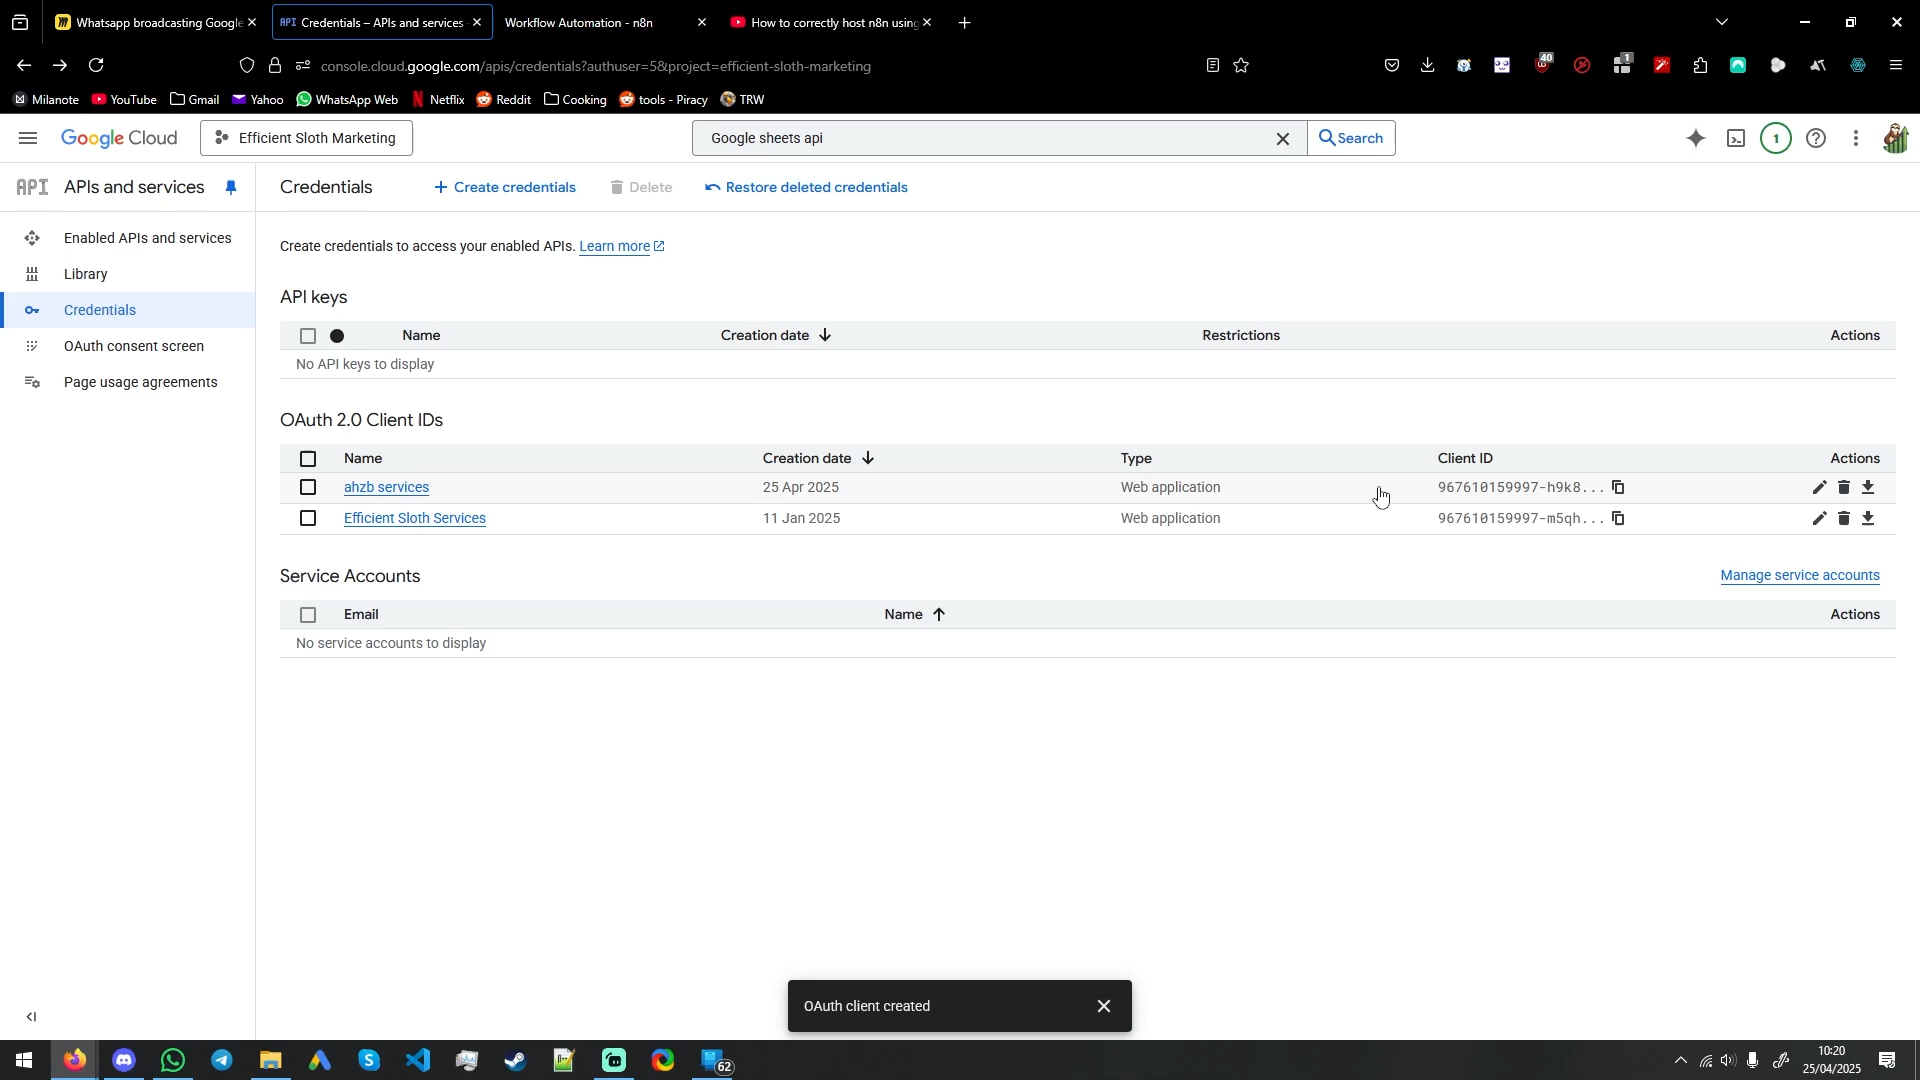 Whatsapp broadcasting Google
Credentials – APIs and services
Workflow Automation - n8n
How to correctly host n8n using
console.cloud.google.com/apis/credentials?authuser=5&project=efficient-sloth-marketing
40
1
Milanote
YouTube
Gmail
Yahoo
WhatsApp Web
Netflix
Reddit
Cooking
tools - Piracy
TRW
Google Cloud
Efficient Sloth Marketing
Google sheets api
Search
1
API APIs and services
Credentials
Create credentials
Delete
Restore deleted credentials
Enabled APIs and services
Library
Credentials
OAuth consent screen
Page usage agreements
Create credentials to access your enabled APIs. Learn more
API keys
Name Creation date Restrictions Actions
No API keys to display
OAuth 2.0 Client IDs
Name Creation date Type Client ID Actions
ahzb services 25 Apr 2025 Web application 967610159997-h9k8...
Efficient Sloth Services 11 Jan 2025 Web application 967610159997-m5qh...
Service Accounts
Manage service accounts
Email Name Actions
No service accounts to display
OAuth client created
62
10:20
25/04/2025